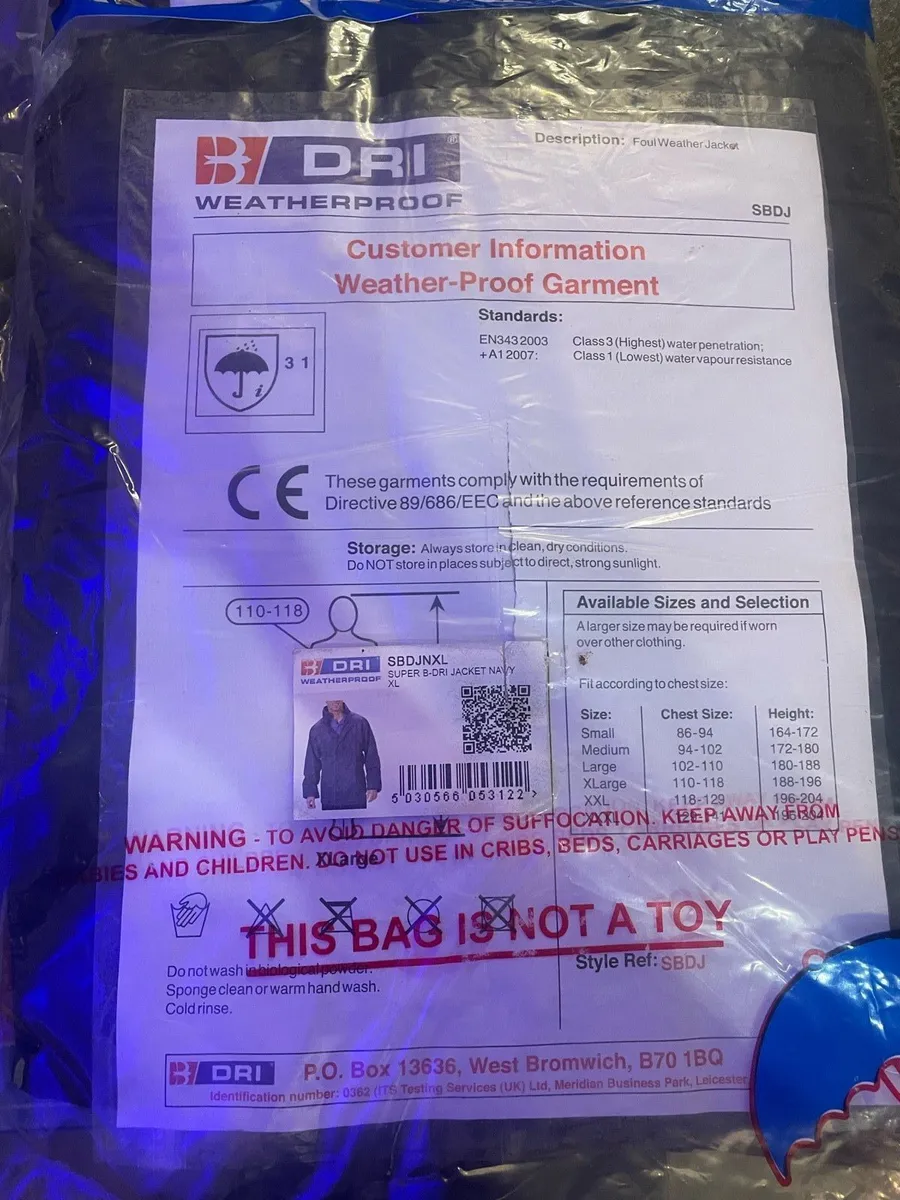 B DRI
WEATHERPROOF
Description: Foul Weather Jacket
SBDJ
Customer Information
Weather-Proof Garment
Standards:
EN343 2003 Class 3 (Highest) water penetration;
+A1 2007: Class 1 (Lowest) water vapour resistance
3 1
i
CE
These garments comply with the requirements of
Directive 89/686/EEC and the above reference standards
Storage: Always store in clean, dry conditions.
Do NOT store in places subject to direct, strong sunlight.
110-118
B DRI
WEATHERPROOF
SBDJNXL
SUPER B-DRI JACKET NAVY
XL
5 030566 053122 >
XLarge
Available Sizes and Selection
A larger size may be required if worn
over other clothing.
Fit according to chest size:
Size: Chest Size: Height:
Small 86-94 164-172
Medium 94-102 172-180
Large 102-110 180-188
XLarge 110-118 188-196
XXL 118-129 196-204
WARNING - TO AVOID DANGER OF SUFFOCATION. KEEP AWAY FROM
BIES AND CHILDREN. DO NOT USE IN CRIBS, BEDS, CARRIAGES OR PLAY PENS
THIS BAG IS NOT A TOY
Do not wash in biological powder.
Sponge clean or warm hand wash.
Cold rinse.
Style Ref: SBDJ
B DRI
P.O. Box 13636, West Bromwich, B70 1BQ
Identification number: 0362 (ITS Testing Services (UK) Ltd, Meridian Business Park, Leicester